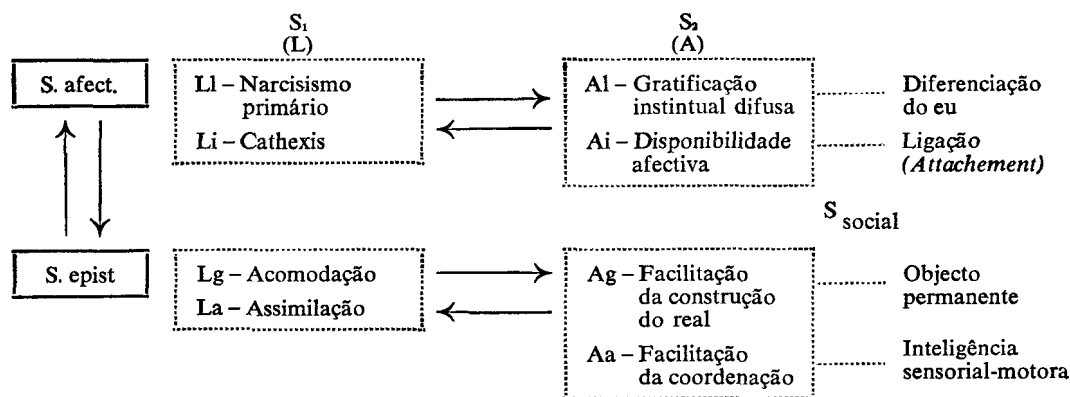 S₁
(L)
S₂
(A)
S. afect.
Ll – Narcisismo
primário
Li – Cathexis
Al – Gratificação
instintual difusa
Ai – Disponibilidade
afectiva
Diferenciação
do eu
Ligação
(Attachement)
S social
S. epist
Lg – Acomodação
La – Assimilação
Ag – Facilitação
da construção
do real
Aa – Facilitação
da coordenação
Objecto
permanente
Inteligência
sensorial-motora